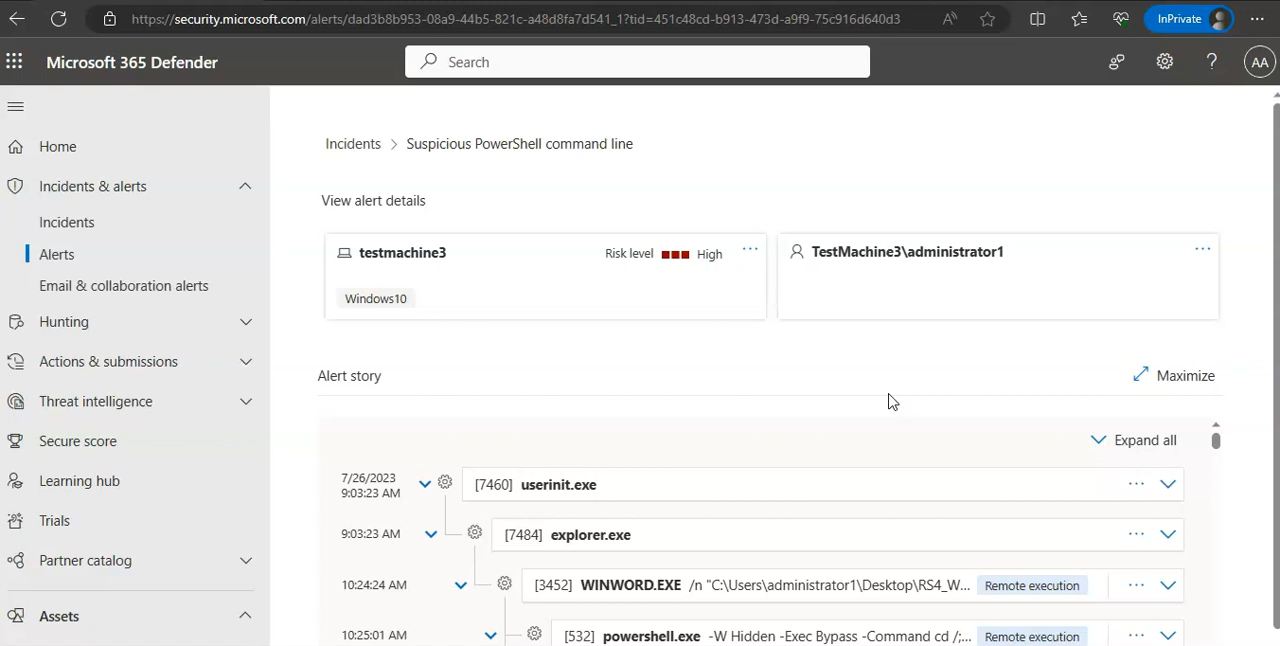 https://security.microsoft.com/alerts/dad3b8b953-08a9-44b5-821c-a48d8fa7d541_1?tid=451c48cd-b913-473d-a9f9-75c916d640d3
InPrivate
Microsoft 365 Defender
Search
AA
Home
Incidents & alerts
Incidents
Alerts
Email & collaboration alerts
Hunting
Actions & submissions
Threat intelligence
Secure score
Learning hub
Trials
Partner catalog
Assets
Incidents > Suspicious PowerShell command line
View alert details
testmachine3 Risk level High
Windows10
TestMachine3\administrator1
Alert story
Maximize
Expand all
7/26/2023
9:03:23 AM
[7460] userinit.exe
9:03:23 AM [7484] explorer.exe
10:24:24 AM [3452] WINWORD.EXE /n "C:\Users\administrator1\Desktop\RS4_W... Remote execution
10:25:01 AM [532] powershell.exe -W Hidden -Exec Bypass -Command cd /;... Remote execution